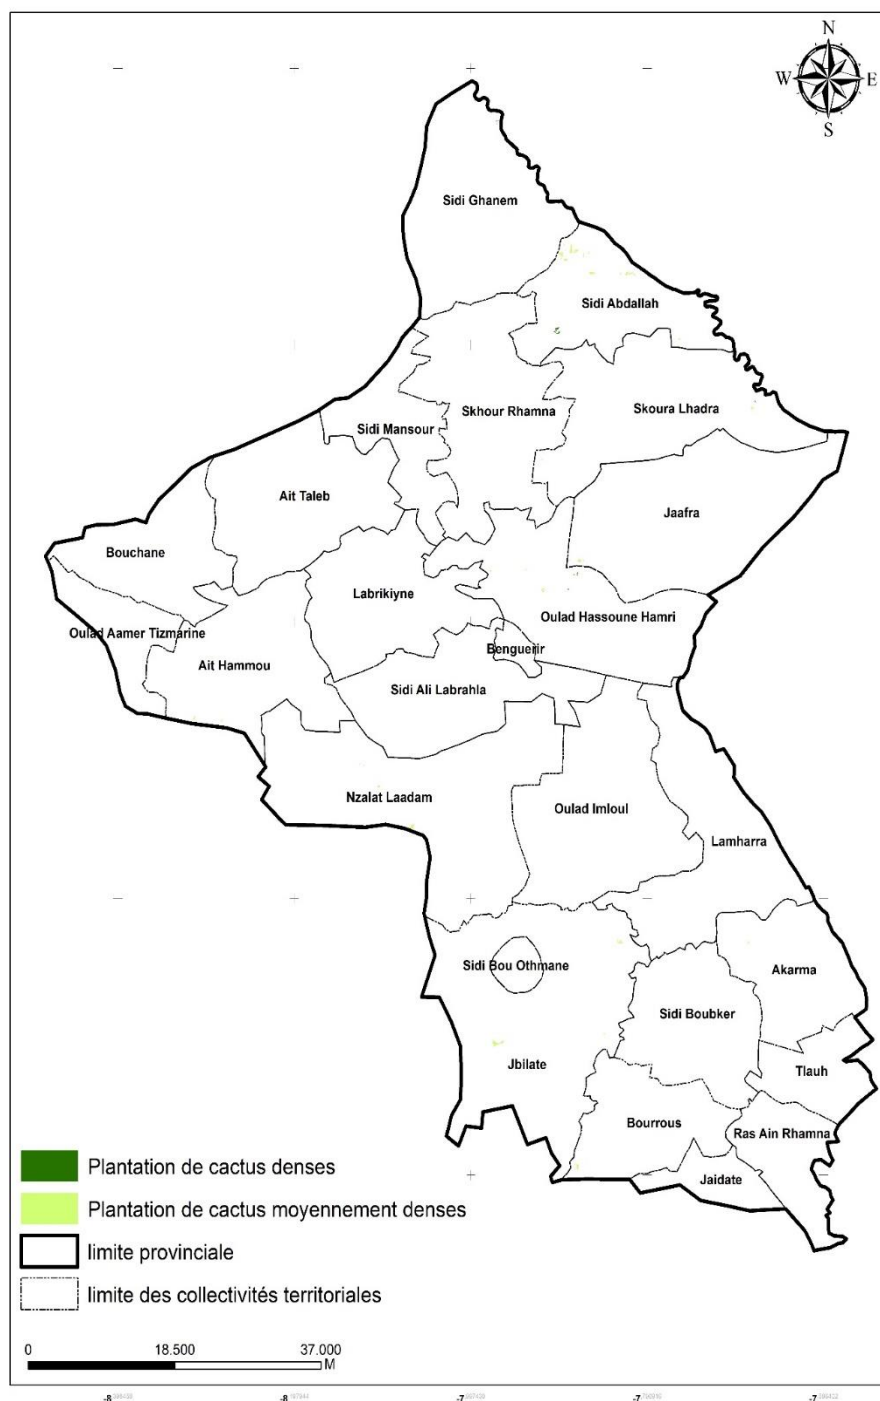 N
W E
S
Sidi Ghanem
Sidi Abdallah
Skhour Rhamna
Skoura Lhadra
Sidi Mansour
Ait Taleb
Jaafra
Bouchane
Labrikiyne
Oulad Hassoune Hamri
Oulad Aamer Tizmarine
Benguerir
Ait Hammou
Sidi Ali Labrahla
Nzalat Laadam
Oulad Imloul
Lamharra
Sidi Bou Othmane
Akarma
Sidi Boubker
Jbilate
Tlauh
Bourrous
Ras Ain Rhamna
Jaidate
Plantation de cactus denses
Plantation de cactus moyennement denses
limite provinciale
limite des collectivités territoriales
0 18.500 37.000
M